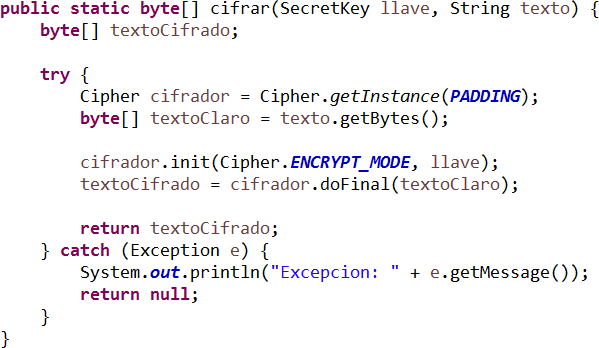 public static byte[] cifrar(SecretKey llave, String texto) {
    byte[] textoCifrado;

    try {
        Cipher cifrador = Cipher.getInstance(PADDING);
        byte[] textoClaro = texto.getBytes();

        cifrador.init(Cipher.ENCRYPT_MODE, llave);
        textoCifrado = cifrador.doFinal(textoClaro);

        return textoCifrado;
    } catch (Exception e) {
        System.out.println("Excepcion: " + e.getMessage());
        return null;
    }
}